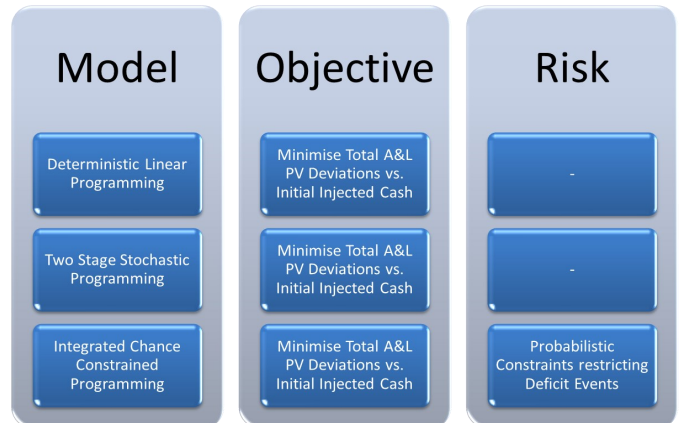 Model
Deterministic Linear
Programming
Two Stage Stochastic
Programming
Integrated Chance
Constrained
Programming
Objective
Minimise Total A&L
PV Deviations vs.
Initial Injected Cash
Minimise Total A&L
PV Deviations vs.
Initial Injected Cash
Minimise Total A&L
PV Deviations vs.
Initial Injected Cash
Risk
-
-
Probabilistic
Constraints restricting
Deficit Events